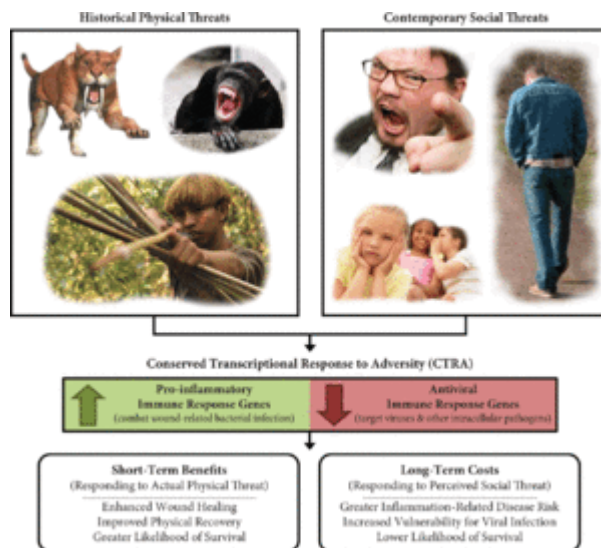 Historical Physical Threats
Contemporary Social Threats
Conserved Transcriptional Response to Adversity (CTRA)
Pro-inflammatory
Immune Response Genes
(combat wound-related bacterial infection)
Antiviral
Immune Response Genes
(target viruses & other intracellular pathogens)
Short-Term Benefits
(Responding to Actual Physical Threat)
Enhanced Wound Healing
Improved Physical Recovery
Greater Likelihood of Survival
Long-Term Costs
(Responding to Perceived Social Threat)
Greater Inflammation-Related Disease Risk
Increased Vulnerability for Viral Infection
Lower Likelihood of Survival